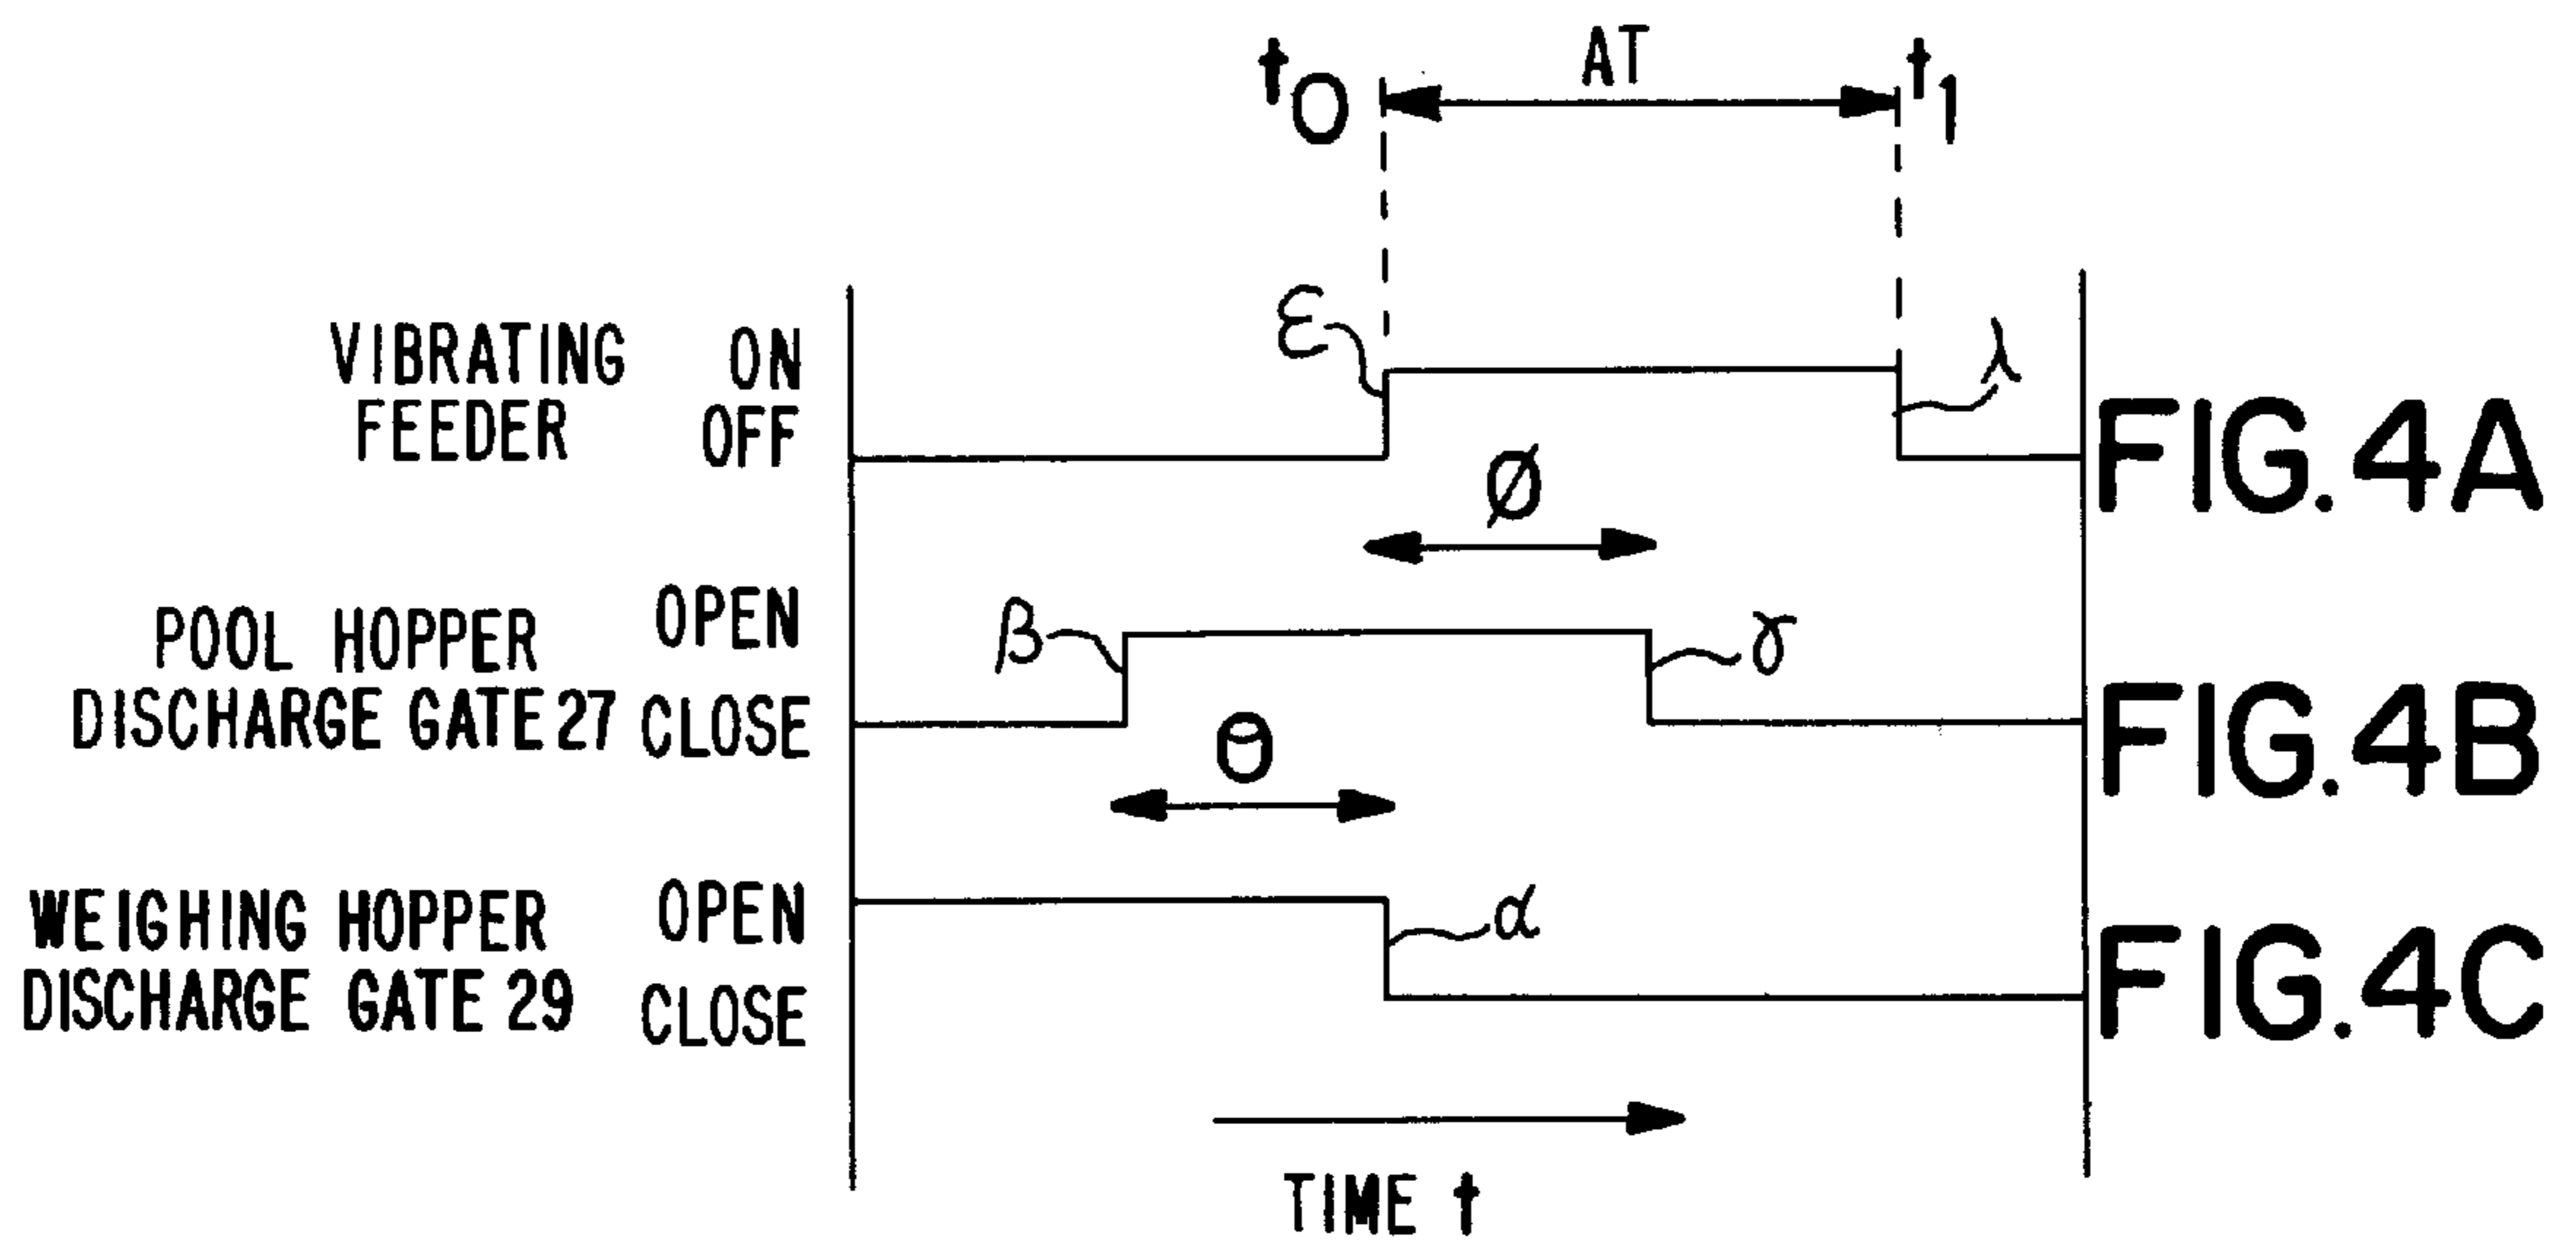 t0 AT t1
VIBRATING FEEDER ON OFF
ε λ
FIG.4A
Ø
POOL HOPPER DISCHARGE GATE 27 OPEN CLOSE
β γ
FIG.4B
θ
WEIGHING HOPPER DISCHARGE GATE 29 OPEN CLOSE
α
FIG.4C
TIME t